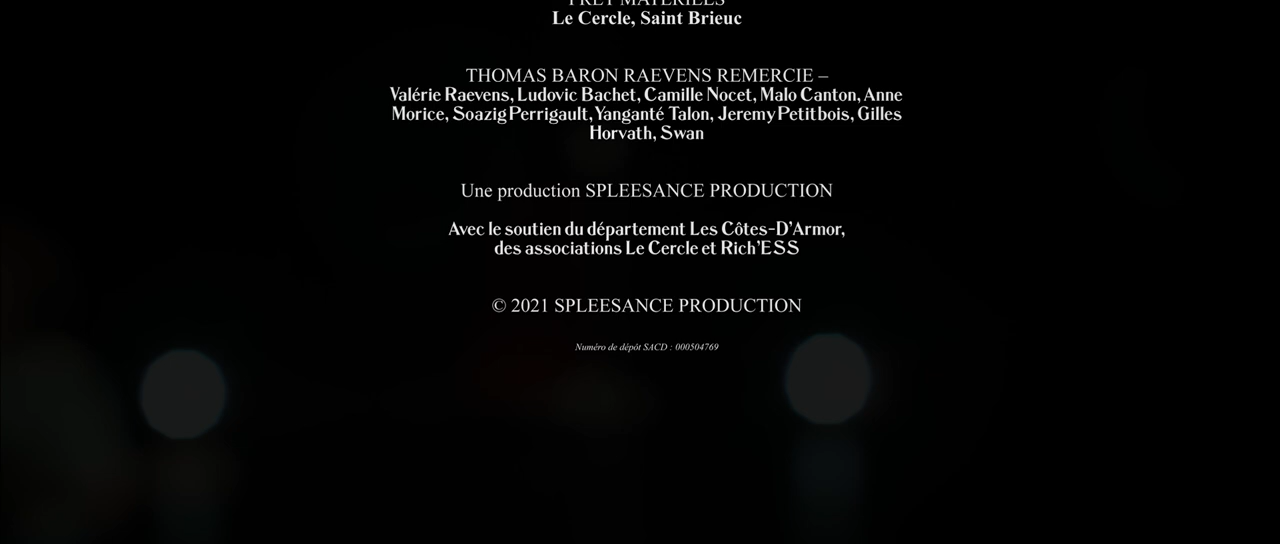 PRÊT MATÉRIELS
Le Cercle, Saint Brieuc
THOMAS BARON RAEVENS REMERCIE –
Valérie Raevens, Ludovic Bachet, Camille Nocet, Malo Canton, Anne
Morice, Soazig Perrigault, Yanganté Talon, Jeremy Petitbois, Gilles
Horvath, Swan
Une production SPLEESANCE PRODUCTION
Avec le soutien du département Les Côtes-D'Armor,
des associations Le Cercle et Rich'ESS
© 2021 SPLEESANCE PRODUCTION
Numéro de dépôt SACD : 000504769